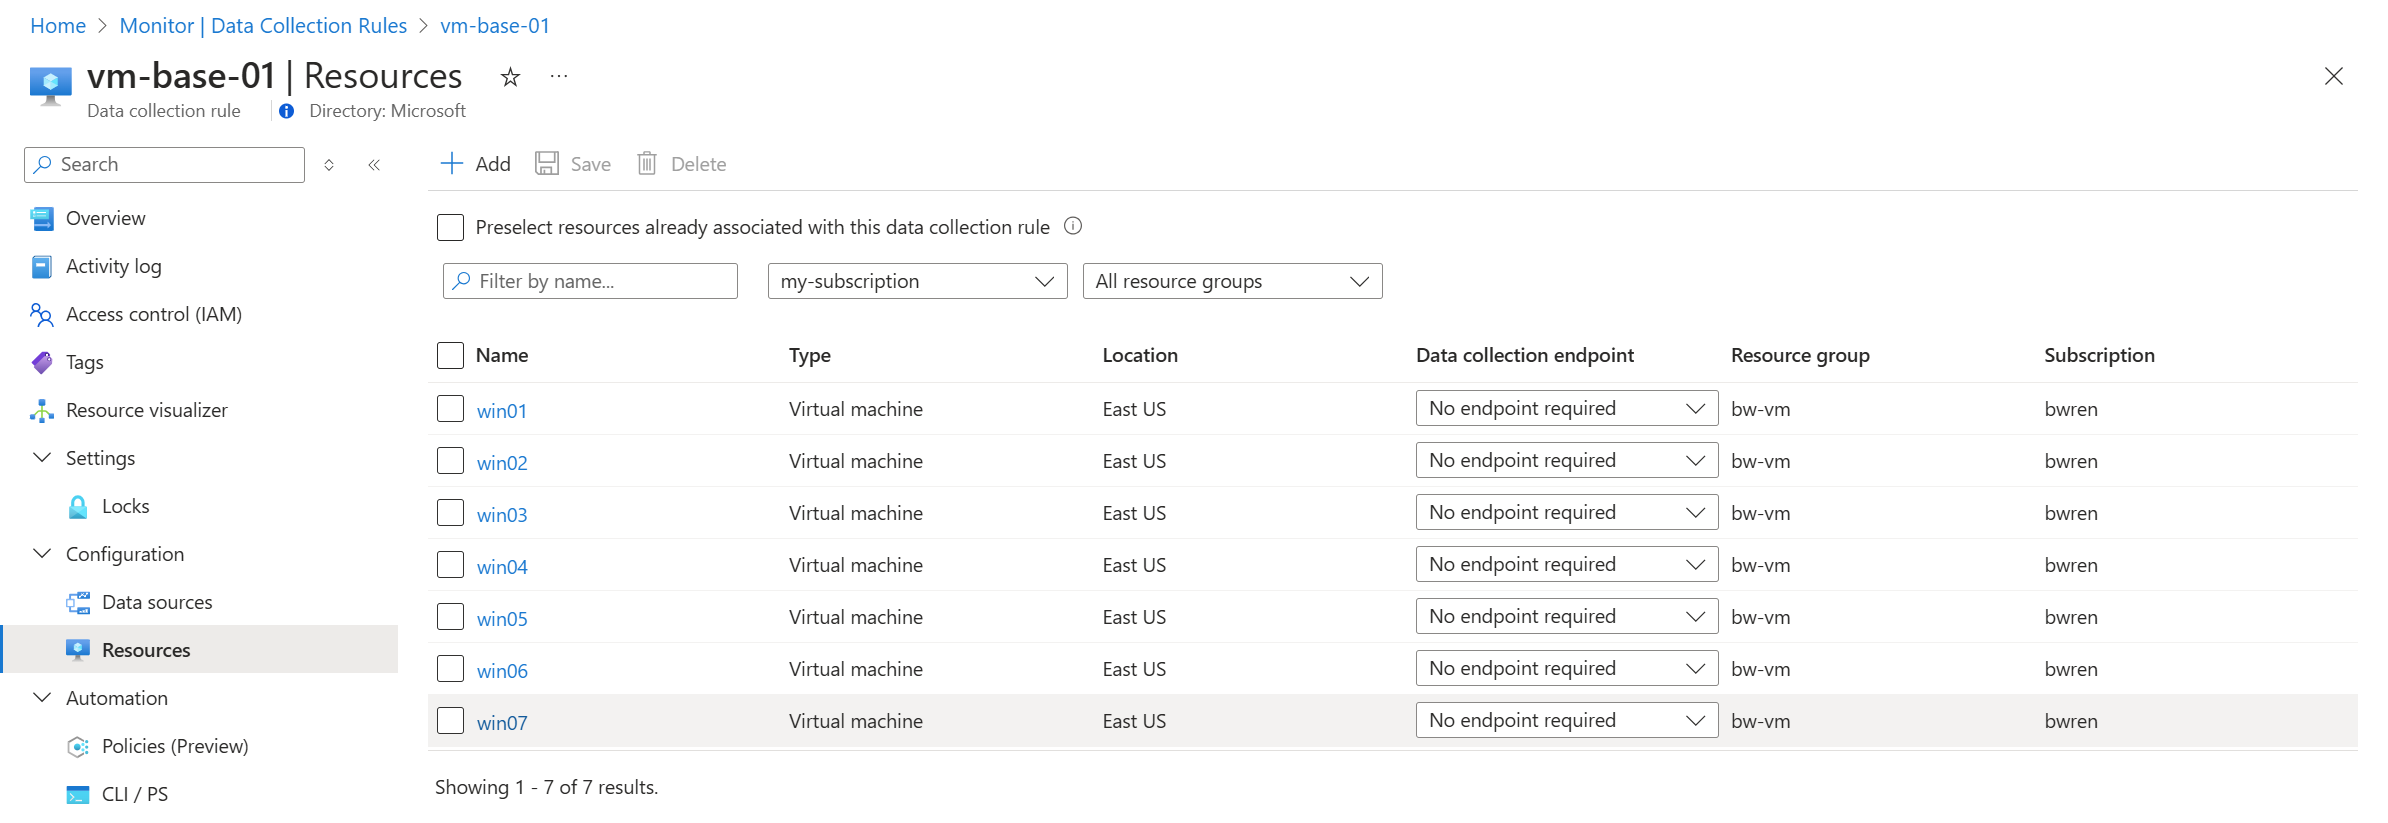 Home > Monitor | Data Collection Rules > vm-base-01
vm-base-01 | Resources ☆ ···
Data collection rule | Directory: Microsoft
Search
Overview
Activity log
Access control (IAM)
Tags
Resource visualizer
Settings
Locks
Configuration
Data sources
Resources
Automation
Policies (Preview)
CLI / PS
Add Save Delete
Preselect resources already associated with this data collection rule
Filter by name... my-subscription All resource groups
Name Type Location Data collection endpoint Resource group Subscription
win01 Virtual machine East US No endpoint required bw-vm bwren
win02 Virtual machine East US No endpoint required bw-vm bwren
win03 Virtual machine East US No endpoint required bw-vm bwren
win04 Virtual machine East US No endpoint required bw-vm bwren
win05 Virtual machine East US No endpoint required bw-vm bwren
win06 Virtual machine East US No endpoint required bw-vm bwren
win07 Virtual machine East US No endpoint required bw-vm bwren
Showing 1 - 7 of 7 results.